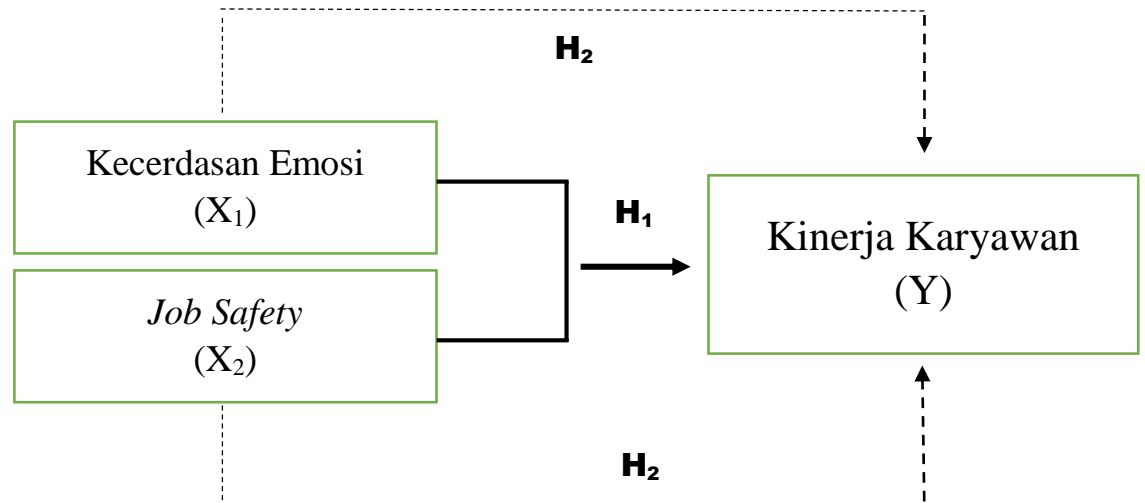 H₂
Kecerdasan Emosi
(X₁)
H₁
Kinerja Karyawan
(Y)
Job Safety
(X₂)
H₂